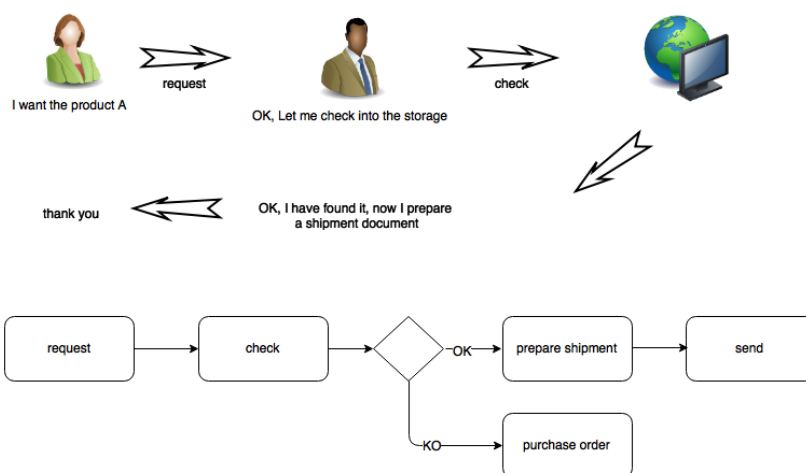 request
check
I want the product A
OK, Let me check into the storage
thank you
OK, I have found it, now I prepare
a shipment document
request
check
OK
prepare shipment
send
KO
purchase order